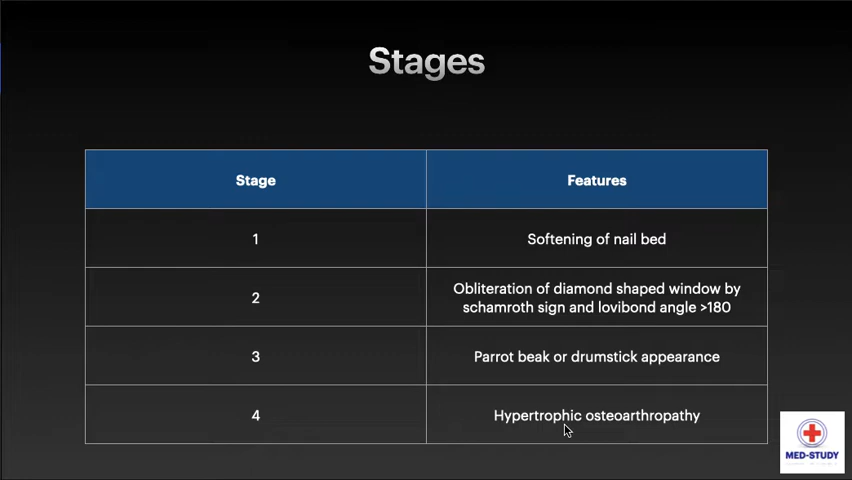 Stages
Stage
Features
1
Softening of nail bed
2
Obliteration of diamond shaped window by
schamroth sign and lovibond angle >180
3
Parrot beak or drumstick appearance
4
Hypertrophic osteoarthropathy
MED-STUDY